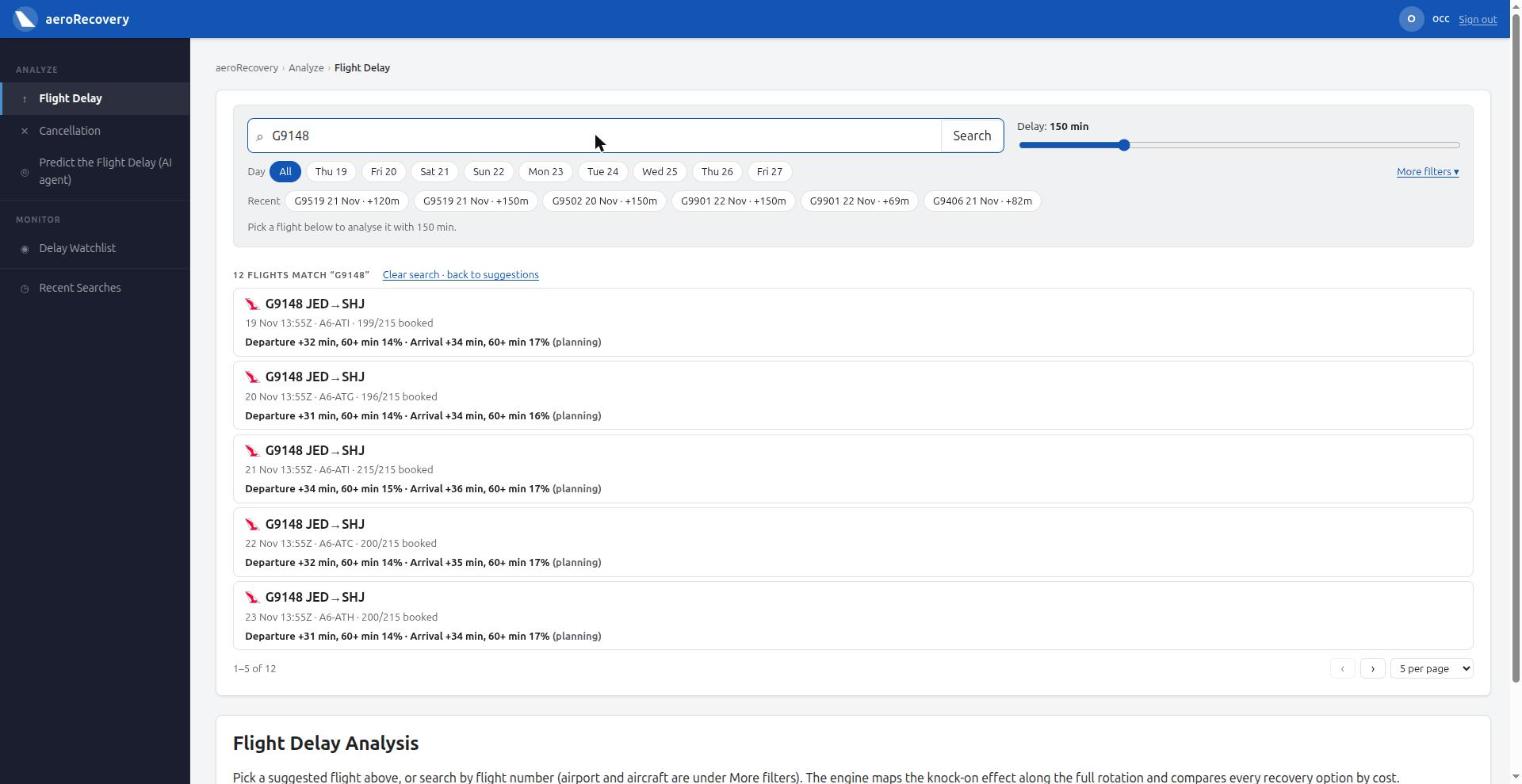 aeroRecovery
O OCC Sign out
ANALYZE
↑ Flight Delay
✕ Cancellation
◎ Predict the Flight Delay (AI
agent)
MONITOR
◉ Delay Watchlist
◷ Recent Searches
aeroRecovery › Analyze › Flight Delay
⌕ G9148 Search
Delay: 150 min
Day All Thu 19 Fri 20 Sat 21 Sun 22 Mon 23 Tue 24 Wed 25 Thu 26 Fri 27 More filters ▾
Recent G9519 21 Nov · +120m G9519 21 Nov · +150m G9502 20 Nov · +150m G9901 22 Nov · +150m G9901 22 Nov · +69m G9406 21 Nov · +82m
Pick a flight below to analyse it with 150 min.
12 FLIGHTS MATCH “G9148” Clear search · back to suggestions
G9148 JED→SHJ
19 Nov 13:55Z · A6-ATI · 199/215 booked
Departure +32 min, 60+ min 14% · Arrival +34 min, 60+ min 17% (planning)
G9148 JED→SHJ
20 Nov 13:55Z · A6-ATG · 196/215 booked
Departure +31 min, 60+ min 14% · Arrival +34 min, 60+ min 16% (planning)
G9148 JED→SHJ
21 Nov 13:55Z · A6-ATI · 215/215 booked
Departure +34 min, 60+ min 15% · Arrival +36 min, 60+ min 17% (planning)
G9148 JED→SHJ
22 Nov 13:55Z · A6-ATC · 200/215 booked
Departure +32 min, 60+ min 14% · Arrival +35 min, 60+ min 17% (planning)
G9148 JED→SHJ
23 Nov 13:55Z · A6-ATH · 200/215 booked
Departure +31 min, 60+ min 14% · Arrival +34 min, 60+ min 17% (planning)
1–5 of 12 ‹ › 5 per page
Flight Delay Analysis
Pick a suggested flight above, or search by flight number (airport and aircraft are under More filters). The engine maps the knock-on effect along the full rotation and compares every recovery option by cost.